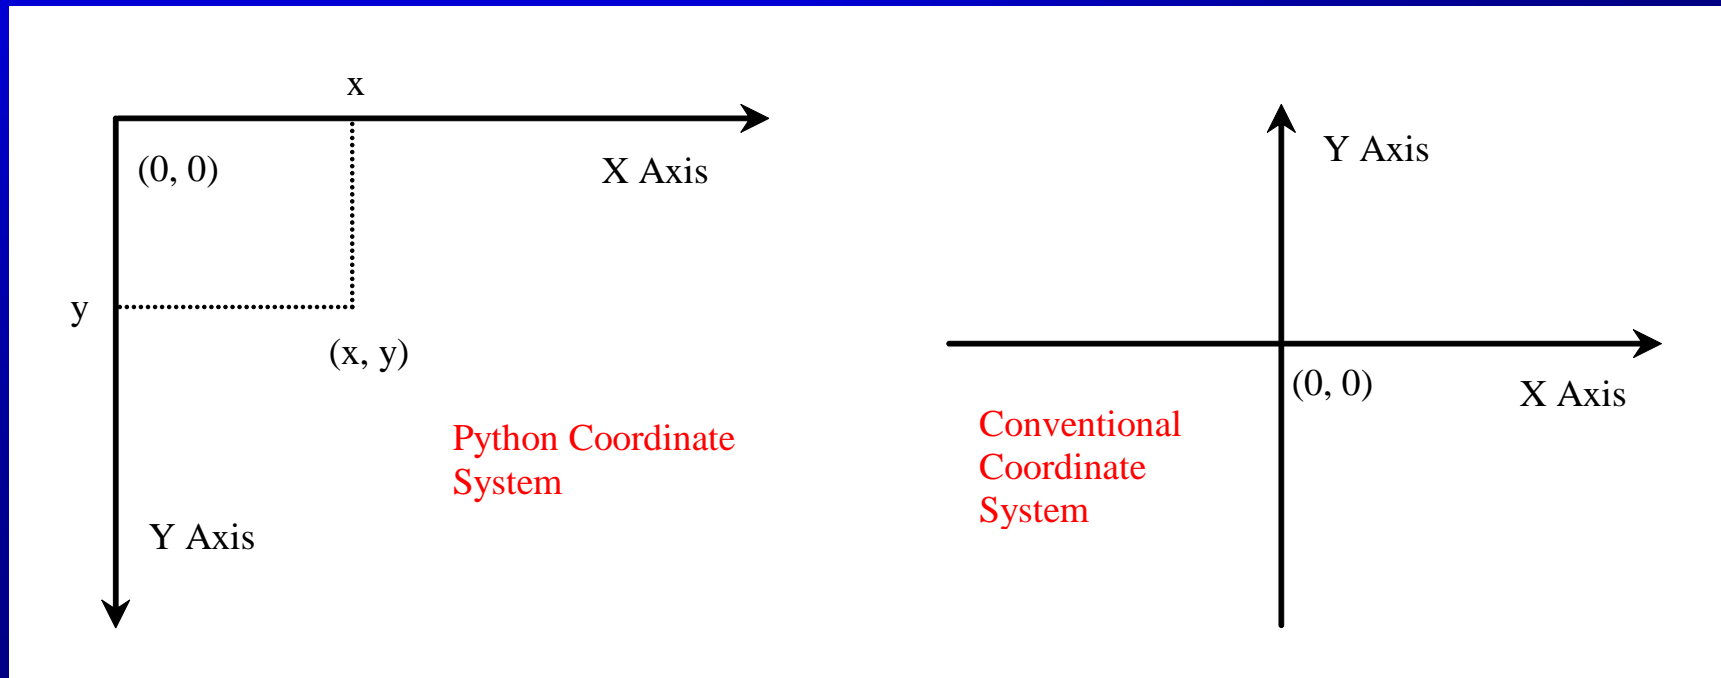 x
(0, 0)
X Axis
y
(x, y)
Python Coordinate
System
Y Axis
Y Axis
(0, 0)
X Axis
Conventional
Coordinate
System